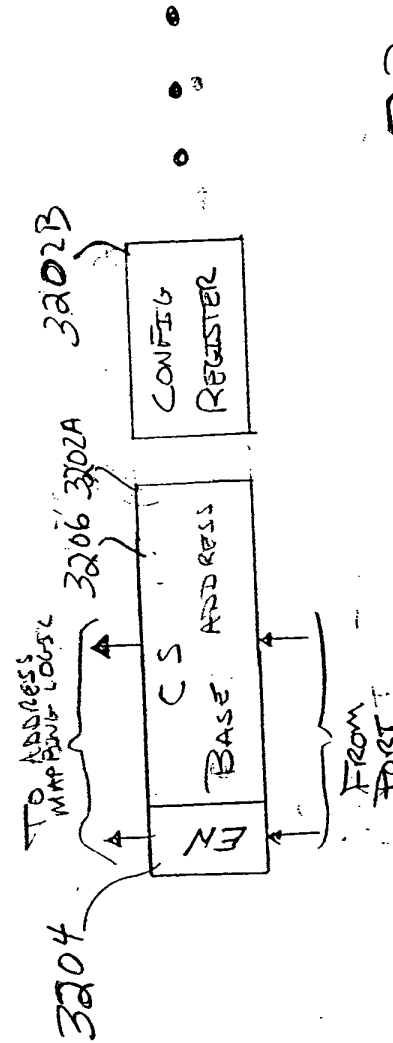 3204
TO ADDRESS
MAPPING LOGIC
3206
3202A
3202B
EN
CS
BASE ADDRESS
CONFIG
REGISTER
FROM
PORT